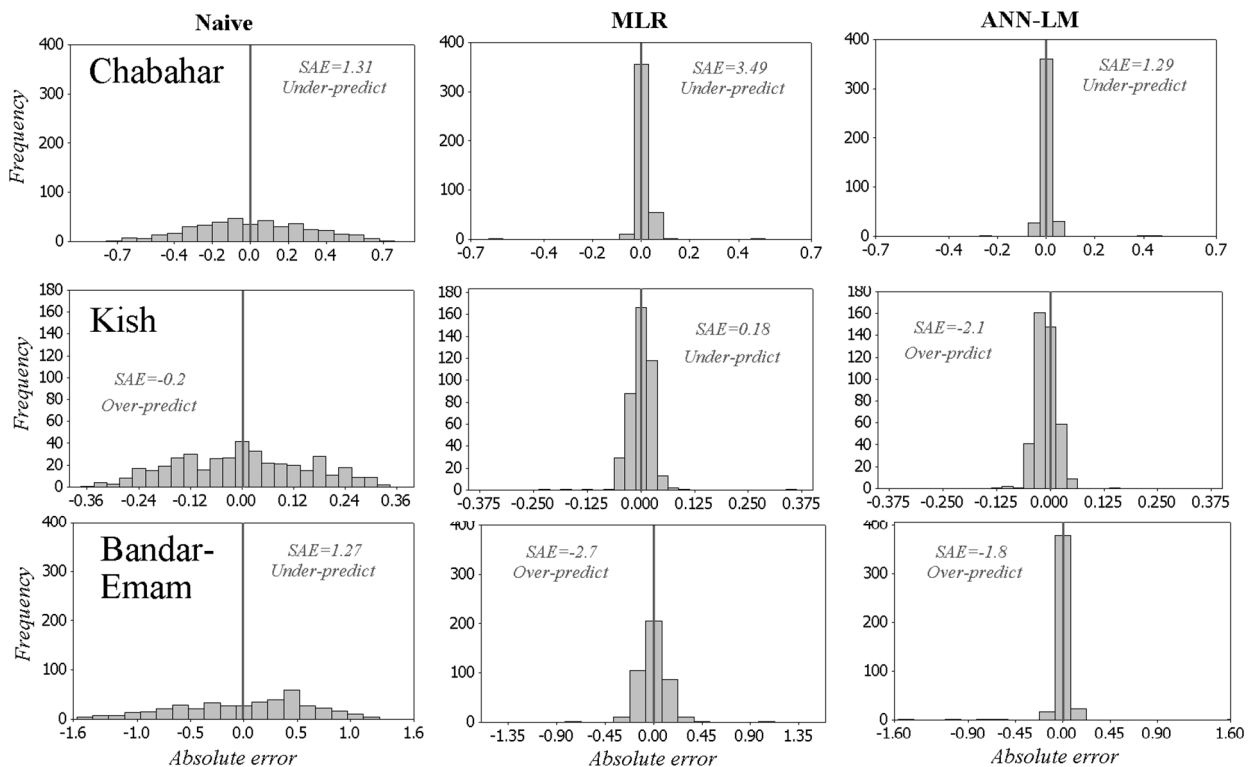 Naive
MLR
ANN-LM
Frequency
400
300
200
100
0
Chabahar
SAE=1.31
Under-predict
-0.7 -0.4 -0.2 0.0 0.2 0.4 0.7
400
300
200
100
0
SAE=3.49
Under-predict
-0.7 -0.4 -0.2 0.0 0.2 0.4 0.7
400
300
200
100
0
SAE=1.29
Under-predict
-0.7 -0.4 -0.2 0.0 0.2 0.4 0.7
Frequency
180
160
140
120
100
80
60
40
20
0
Kish
SAE=-0.2
Over-predict
-0.36 -0.24 -0.12 0.00 0.12 0.24 0.36
180
160
140
120
100
80
60
40
20
0
SAE=0.18
Under-prdict
-0.375 -0.250 -0.125 0.000 0.125 0.250 0.375
180
160
140
120
100
80
60
40
20
0
SAE=-2.1
Over-prdict
-0.375 -0.250 -0.125 0.000 0.125 0.250 0.375
Frequency
400
300
200
100
0
Bandar-
Emam
SAE=1.27
Under-predict
-1.6 -1.0 -0.5 0.0 0.5 1.0 1.6
Absolute error
400
300
200
100
0
SAE=-2.7
Over-predict
-1.35 -0.90 -0.45 0.00 0.45 0.90 1.35
Absolute error
400
300
200
100
0
SAE=-1.8
Over-predict
-1.60 -0.90 -0.45 0.00 0.45 0.90 1.60
Absolute error